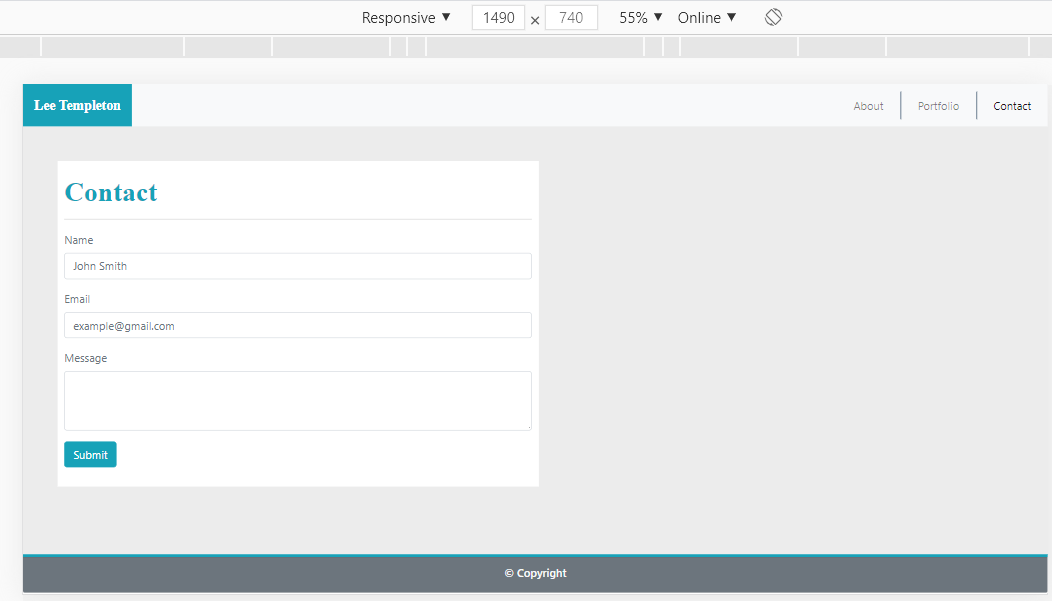 Responsive ▼ 1490 × 740 55% ▼ Online ▼
Lee Templeton About Portfolio Contact
Contact
Name
John Smith
Email
example@gmail.com
Message
Submit
© Copyright